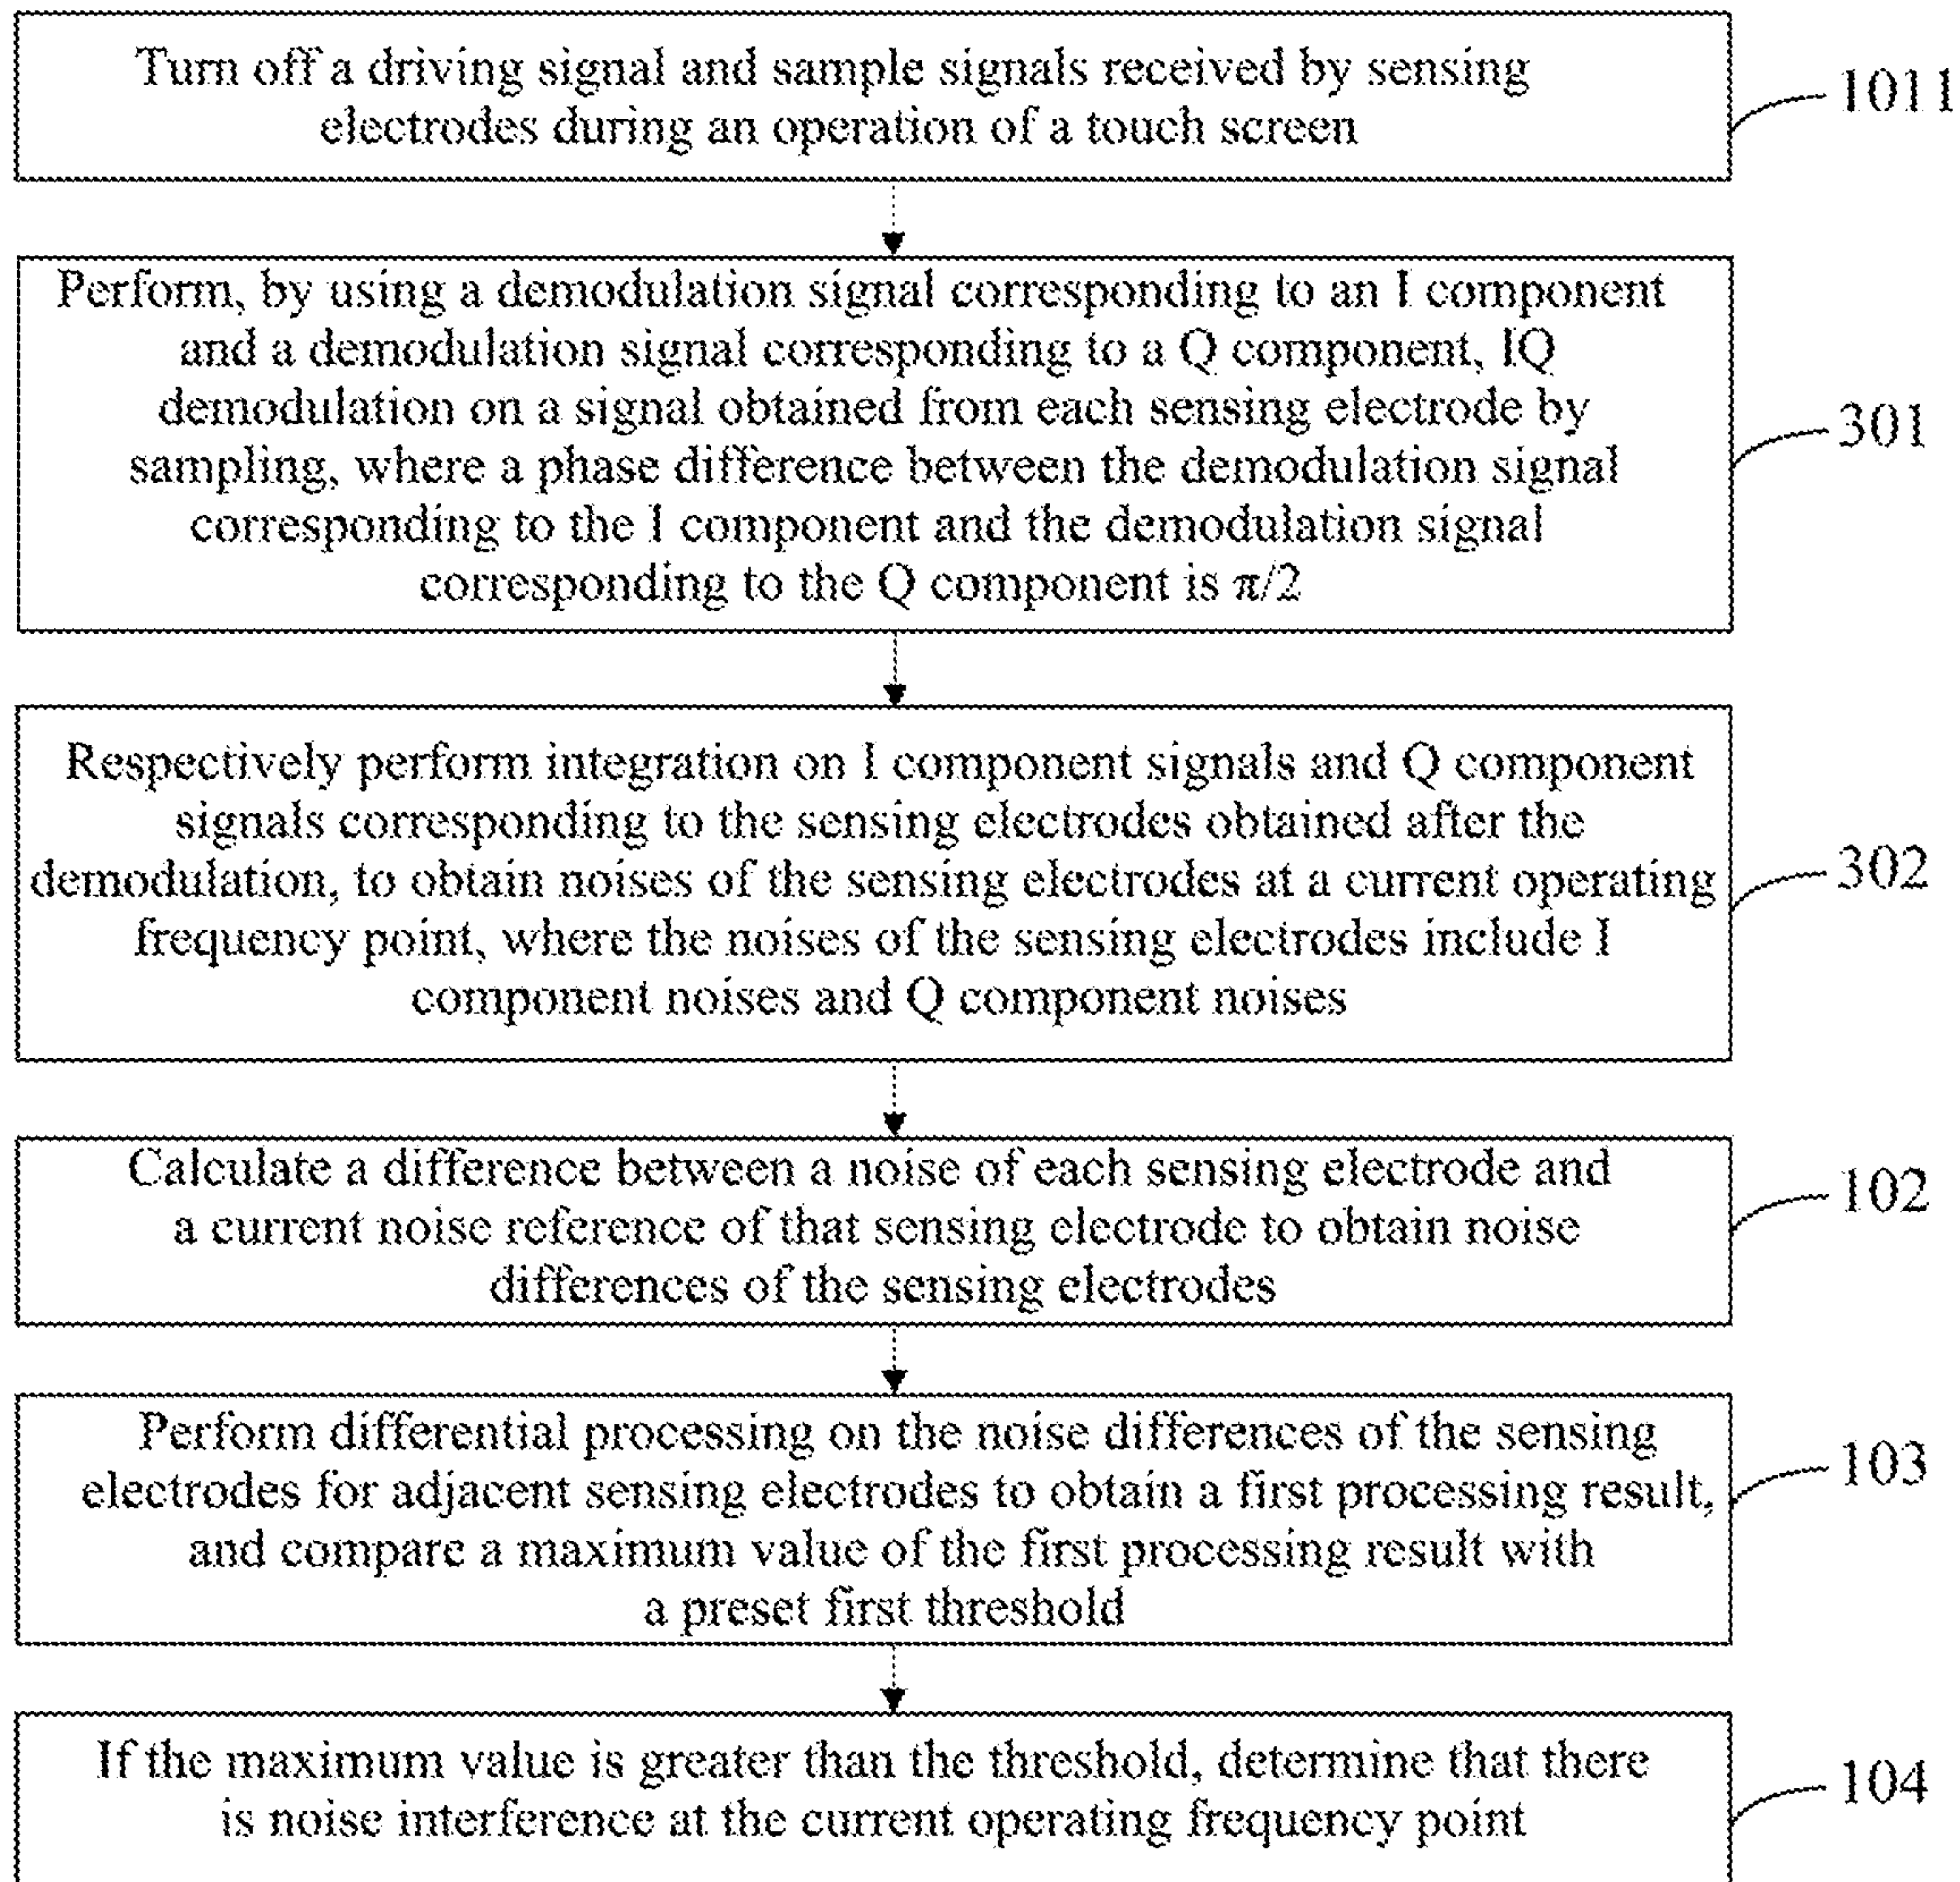 Turn off a driving signal and sample signals received by sensing
electrodes during an operation of a touch screen
1011
Perform, by using a demodulation signal corresponding to an I component
and a demodulation signal corresponding to a Q component, IQ
demodulation on a signal obtained from each sensing electrode by
sampling, where a phase difference between the demodulation signal
corresponding to the I component and the demodulation signal
corresponding to the Q component is π/2
301
Respectively perform integration on I component signals and Q component
signals corresponding to the sensing electrodes obtained after the
demodulation, to obtain noises of the sensing electrodes at a current operating
frequency point, where the noises of the sensing electrodes include I
component noises and Q component noises
302
Calculate a difference between a noise of each sensing electrode and
a current noise reference of that sensing electrode to obtain noise
differences of the sensing electrodes
102
Perform differential processing on the noise differences of the sensing
electrodes for adjacent sensing electrodes to obtain a first processing result,
and compare a maximum value of the first processing result with
a preset first threshold
103
If the maximum value is greater than the threshold, determine that there
is noise interference at the current operating frequency point
104